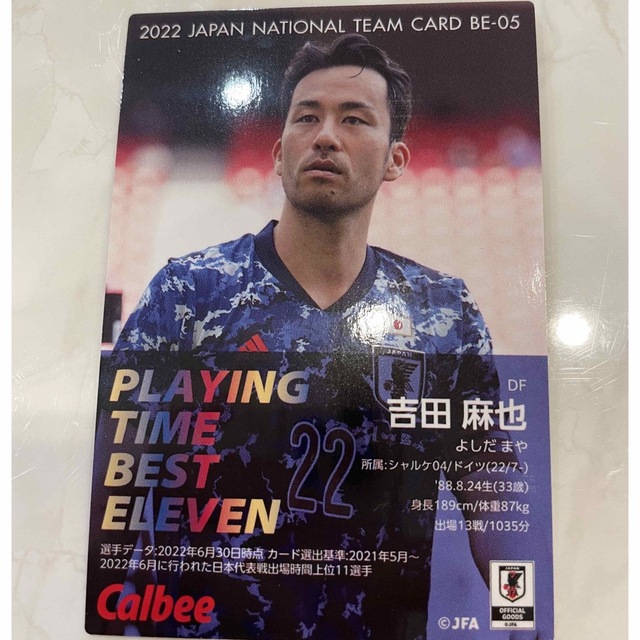 2022 JAPAN NATIONAL TEAM CARD BE-05
JAPAN
PLAYING
TIME
BEST
ELEVEN
22
DF
吉田 麻也
よしだ まや
所属:シャルケ04/ドイツ(22/7-)
'88.8.24生(33歳)
身長189cm/体重87kg
出場13戦/1035分
選手データ:2022年6月30日時点 カード選出基準:2021年5月〜
2022年6月に行われた日本代表戦出場時間上位11選手
Calbee
©JFA
JAPAN
OFFICIAL
GOODS
©JFA